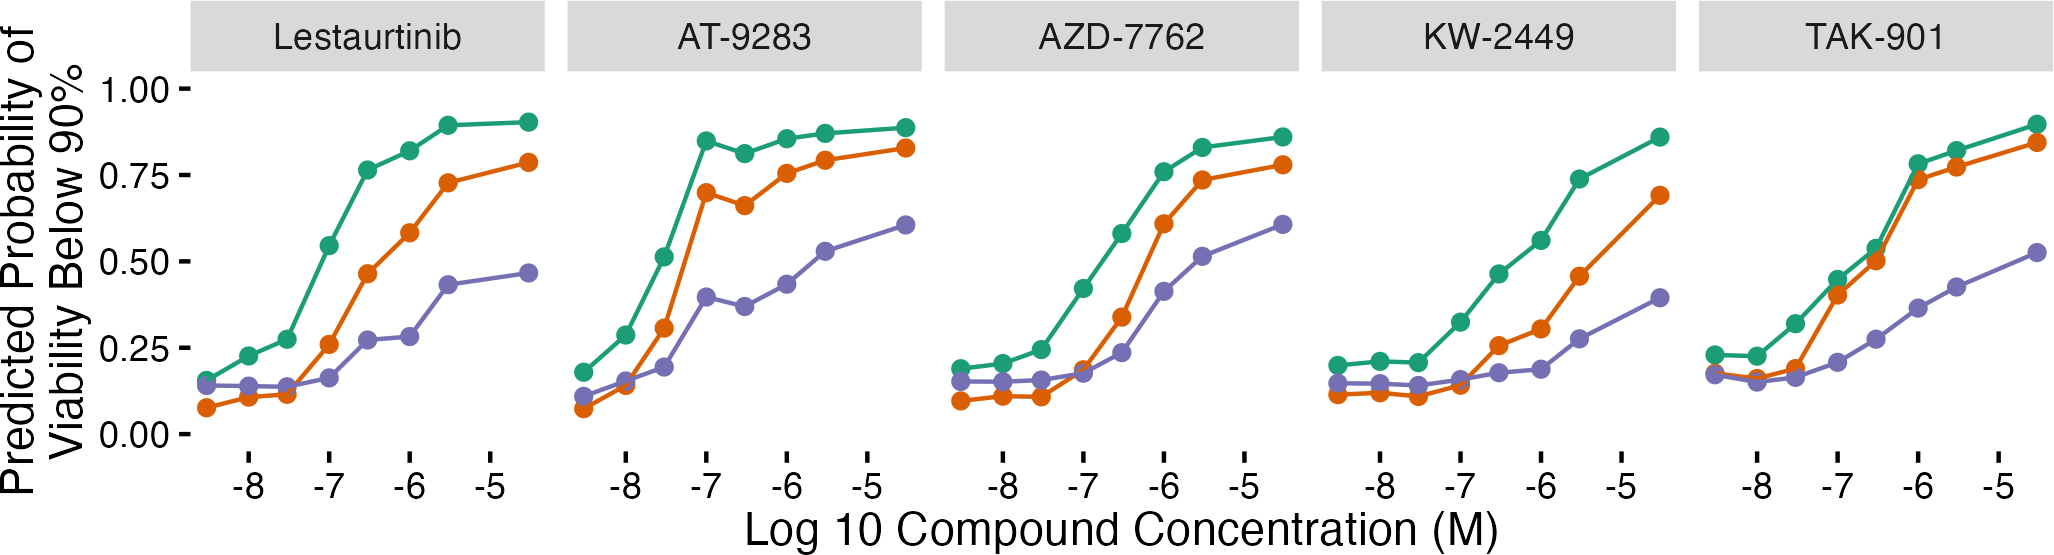 Lestaurtinib AT-9283 AZD-7762 KW-2449 TAK-901
Predicted Probability of
Viability Below 90%
1.00
0.75
0.50
0.25
0.00
-8 -7 -6 -5 -8 -7 -6 -5 -8 -7 -6 -5 -8 -7 -6 -5 -8 -7 -6 -5
Log 10 Compound Concentration (M)